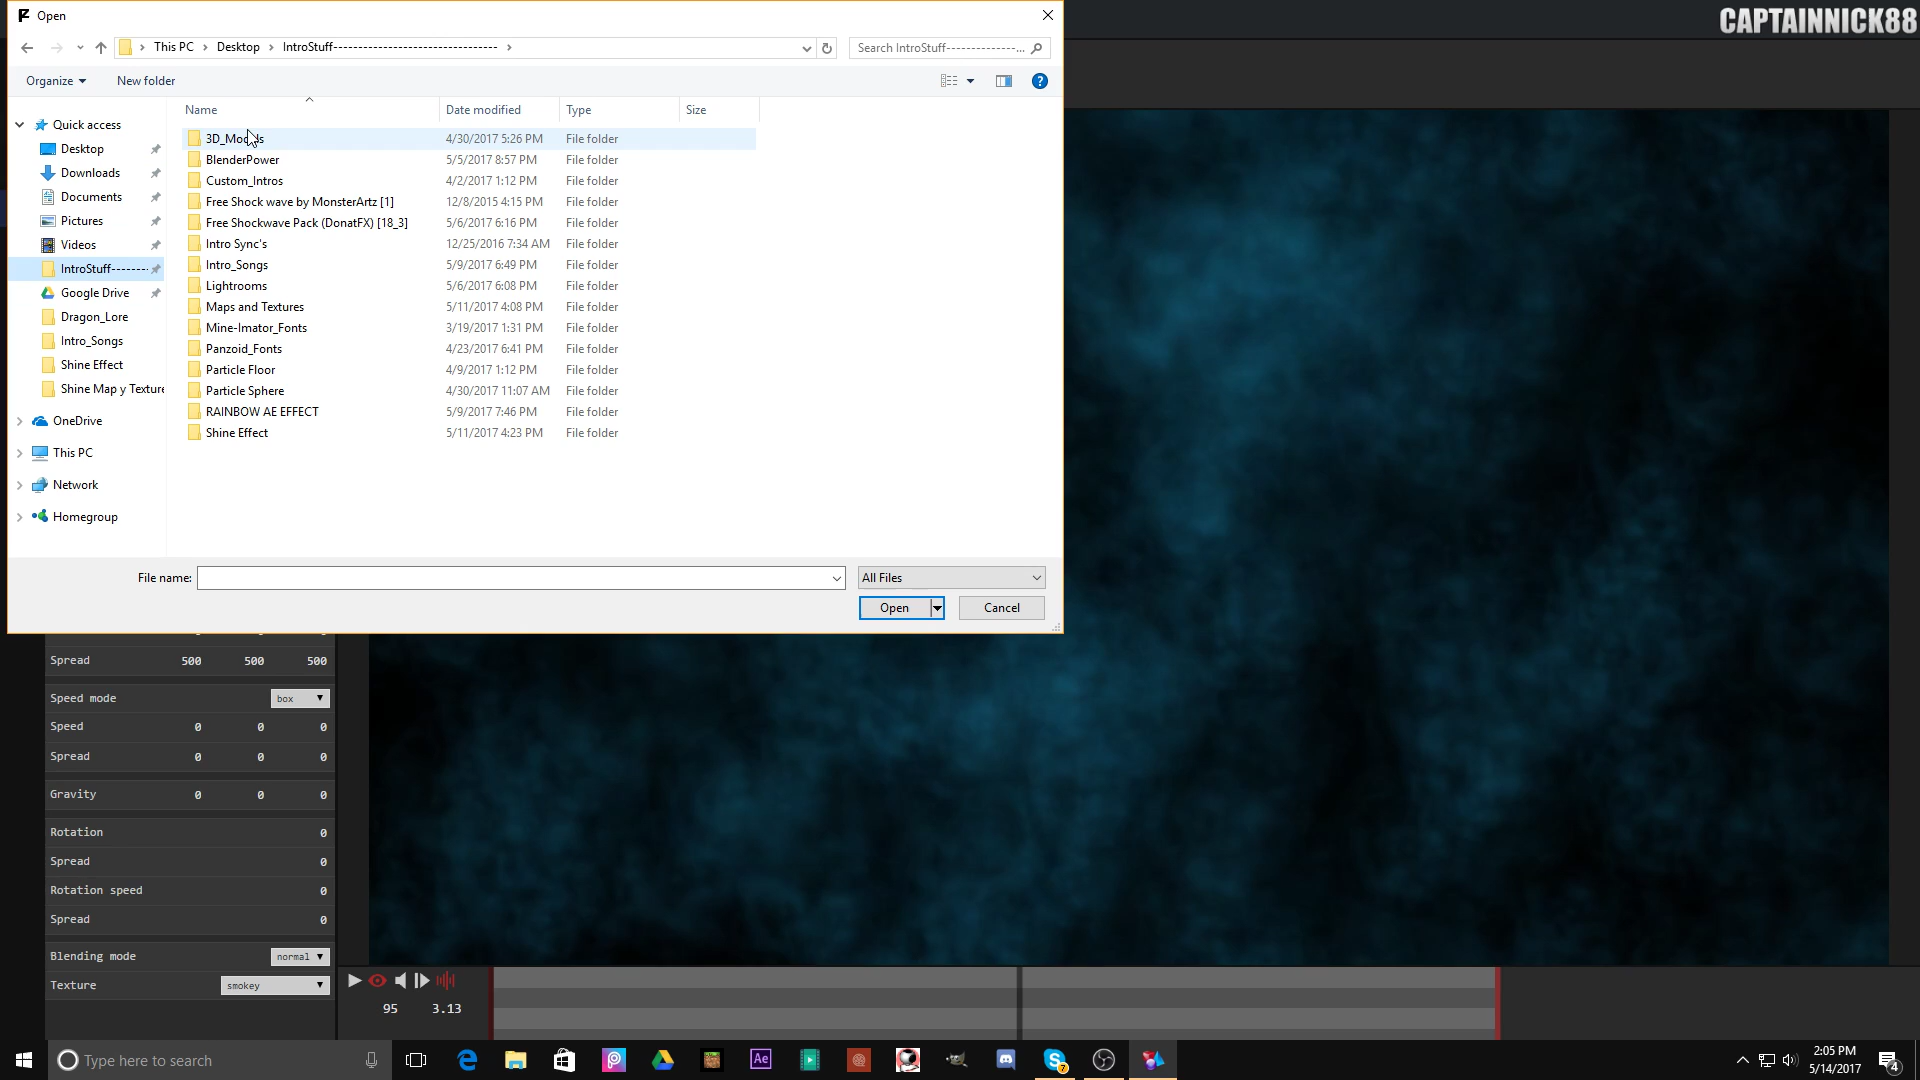 Open
CAPTAINNICK88
This PC
Desktop
IntroStuff---------------------------------
Search IntroStuff---------------...
Organize
New folder
Name
Date modified
Type
Size
Quick access
Desktop
Downloads
Documents
Pictures
Videos
IntroStuff--------
Google Drive
Dragon_Lore
Intro_Songs
Shine Effect
Shine Map y Texture
OneDrive
This PC
Network
Homegroup
4/30/2017 5:26 PM File folder
BlenderPower 5/5/2017 8:57 PM File folder
Custom_Intros 4/2/2017 1:12 PM File folder
Free Shock wave by MonsterArtz [1] 12/8/2015 4:15 PM File folder
Free Shockwave Pack (DonatFX) [18_3] 5/6/2017 6:16 PM File folder
Intro Sync's 12/25/2016 7:34 AM File folder
Intro_Songs 5/9/2017 6:49 PM File folder
Lightrooms 5/6/2017 6:08 PM File folder
Maps and Textures 5/11/2017 4:08 PM File folder
Mine-Imator_Fonts 3/19/2017 1:31 PM File folder
Panzoid_Fonts 4/23/2017 6:41 PM File folder
Particle Floor 4/9/2017 1:12 PM File folder
Particle Sphere 4/30/2017 11:07 AM File folder
RAINBOW AE EFFECT 5/9/2017 7:46 PM File folder
Shine Effect 5/11/2017 4:23 PM File folder
File name:
All Files
Open
Cancel
Spread 500 500 500
Speed mode box
Speed 0 0 0
Spread 0 0 0
Gravity 0 0 0
Rotation 0
Spread 0
Rotation speed 0
Spread 0
Blending mode normal
Texture smokey
95 3.13
Type here to search
Ae
7
2:05 PM
5/14/2017
4